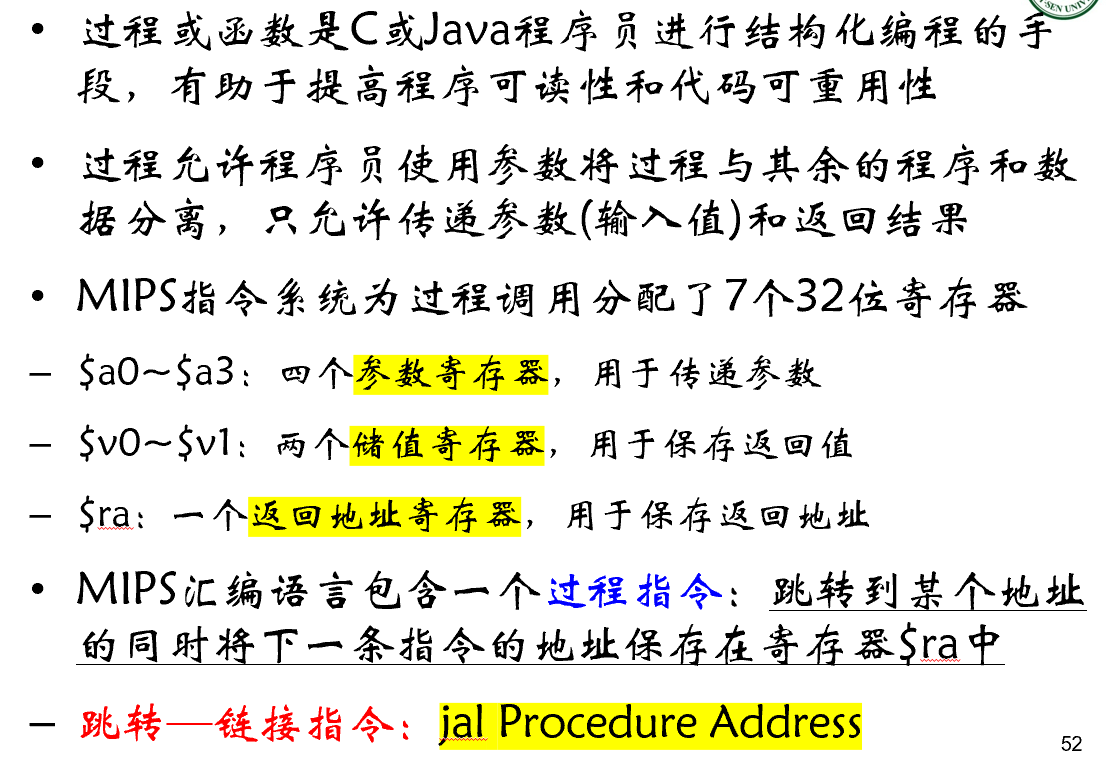 • 过程或函数是C或Java程序员进行结构化编程的手
段，有助于提高程序可读性和代码可重用性
• 过程允许程序员使用参数将过程与其余的程序和数
据分离，只允许传递参数(输入值)和返回结果
• MIPS指令系统为过程调用分配了7个32位寄存器
– $a0~$a3：四个参数寄存器，用于传递参数
– $v0~$v1：两个储值寄存器，用于保存返回值
– $ra：一个返回地址寄存器，用于保存返回地址
• MIPS汇编语言包含一个过程指令：跳转到某个地址
的同时将下一条指令的地址保存在寄存器$ra中
– 跳转—链接指令：jal Procedure Address
52